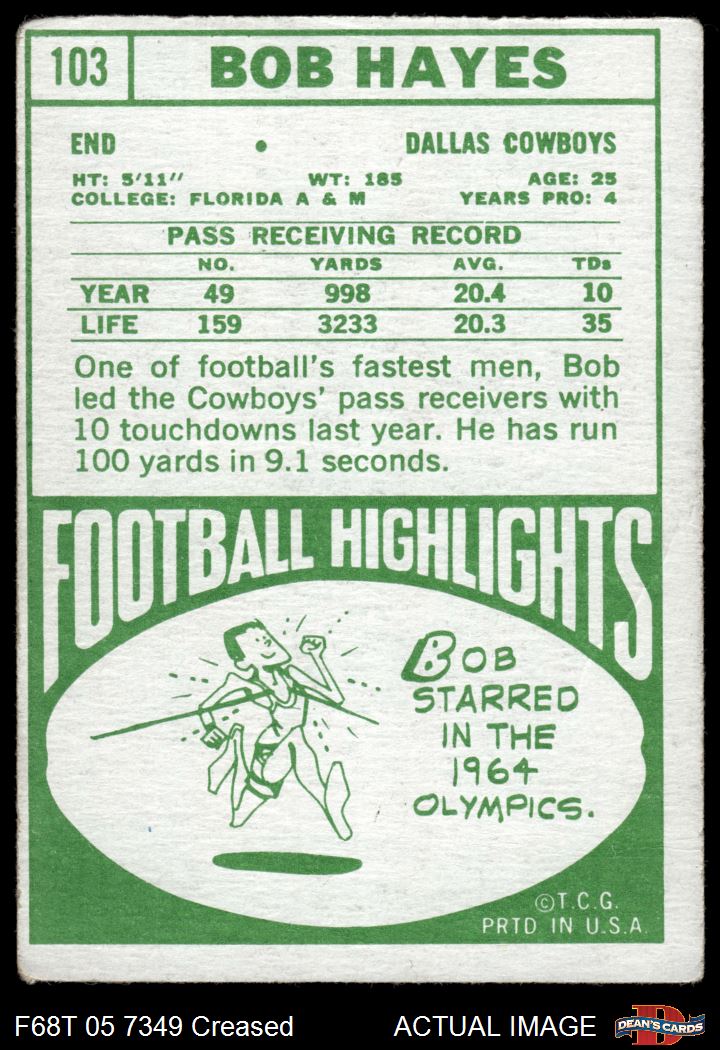 103 BOB HAYES
END • DALLAS COWBOYS
HT: 5'11" WT: 185 AGE: 25
COLLEGE: FLORIDA A & M YEARS PRO: 4
PASS RECEIVING RECORD
NO. YARDS AVG. TDs
YEAR 49 998 20.4 10
LIFE 159 3233 20.3 35
One of football's fastest men, Bob
led the Cowboys' pass receivers with
10 touchdowns last year. He has run
100 yards in 9.1 seconds.
FOOTBALL HIGHLIGHTS
BOB
STARRED
IN THE
1964
OLYMPICS.
©T.C.G.
PRTD IN U.S.A.
F68T 05 7349 Creased ACTUAL IMAGE DEAN'S CARDS